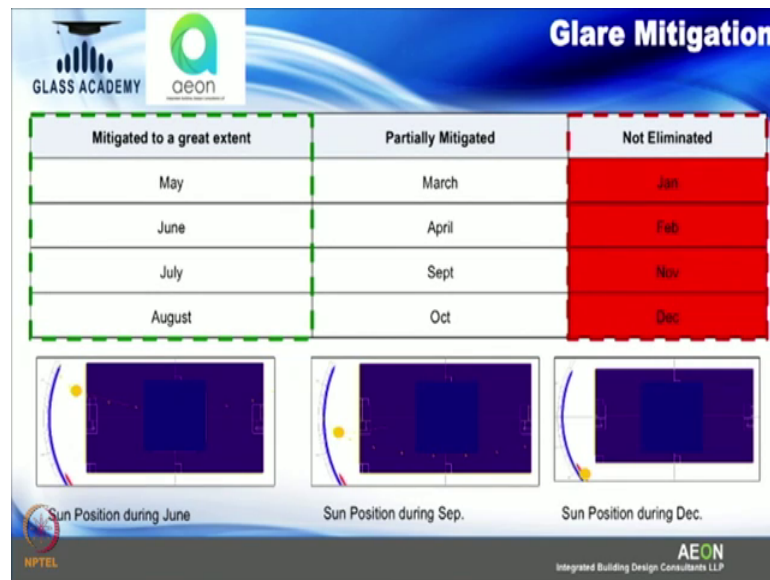 Glare Mitigation
GLASS ACADEMY
aeon
Mitigated to a great extent Partially Mitigated Not Eliminated
May March Jan
June April Feb
July Sept Nov
August Oct Dec
Sun Position during June Sun Position during Sep. Sun Position during Dec.
NPTEL
AEON
Integrated Building Design Consultants LLP